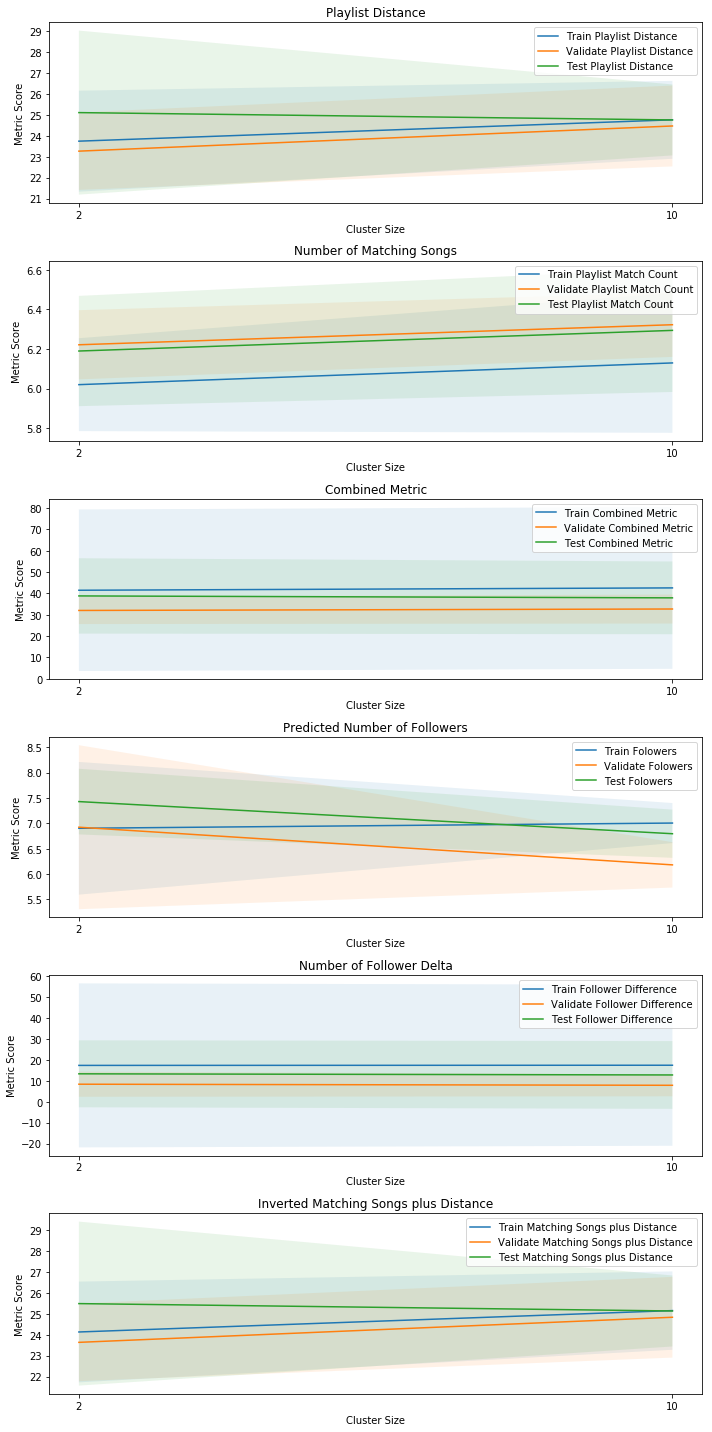 Playlist Distance
Metric Score
29
28
27
26
25
24
23
22
21
Train Playlist Distance
Validate Playlist Distance
Test Playlist Distance
2
10
Cluster Size
Number of Matching Songs
Metric Score
6.6
6.4
6.2
6.0
5.8
Train Playlist Match Count
Validate Playlist Match Count
Test Playlist Match Count
2
10
Cluster Size
Combined Metric
Metric Score
80
70
60
50
40
30
20
10
0
Train Combined Metric
Validate Combined Metric
Test Combined Metric
2
10
Cluster Size
Predicted Number of Followers
Metric Score
8.5
8.0
7.5
7.0
6.5
6.0
5.5
Train Folowers
Validate Folowers
Test Folowers
2
10
Cluster Size
Number of Follower Delta
Metric Score
60
50
40
30
20
10
0
−10
−20
Train Follower Difference
Validate Follower Difference
Test Follower Difference
2
10
Cluster Size
Inverted Matching Songs plus Distance
Metric Score
29
28
27
26
25
24
23
22
Train Matching Songs plus Distance
Validate Matching Songs plus Distance
Test Matching Songs plus Distance
2
10
Cluster Size